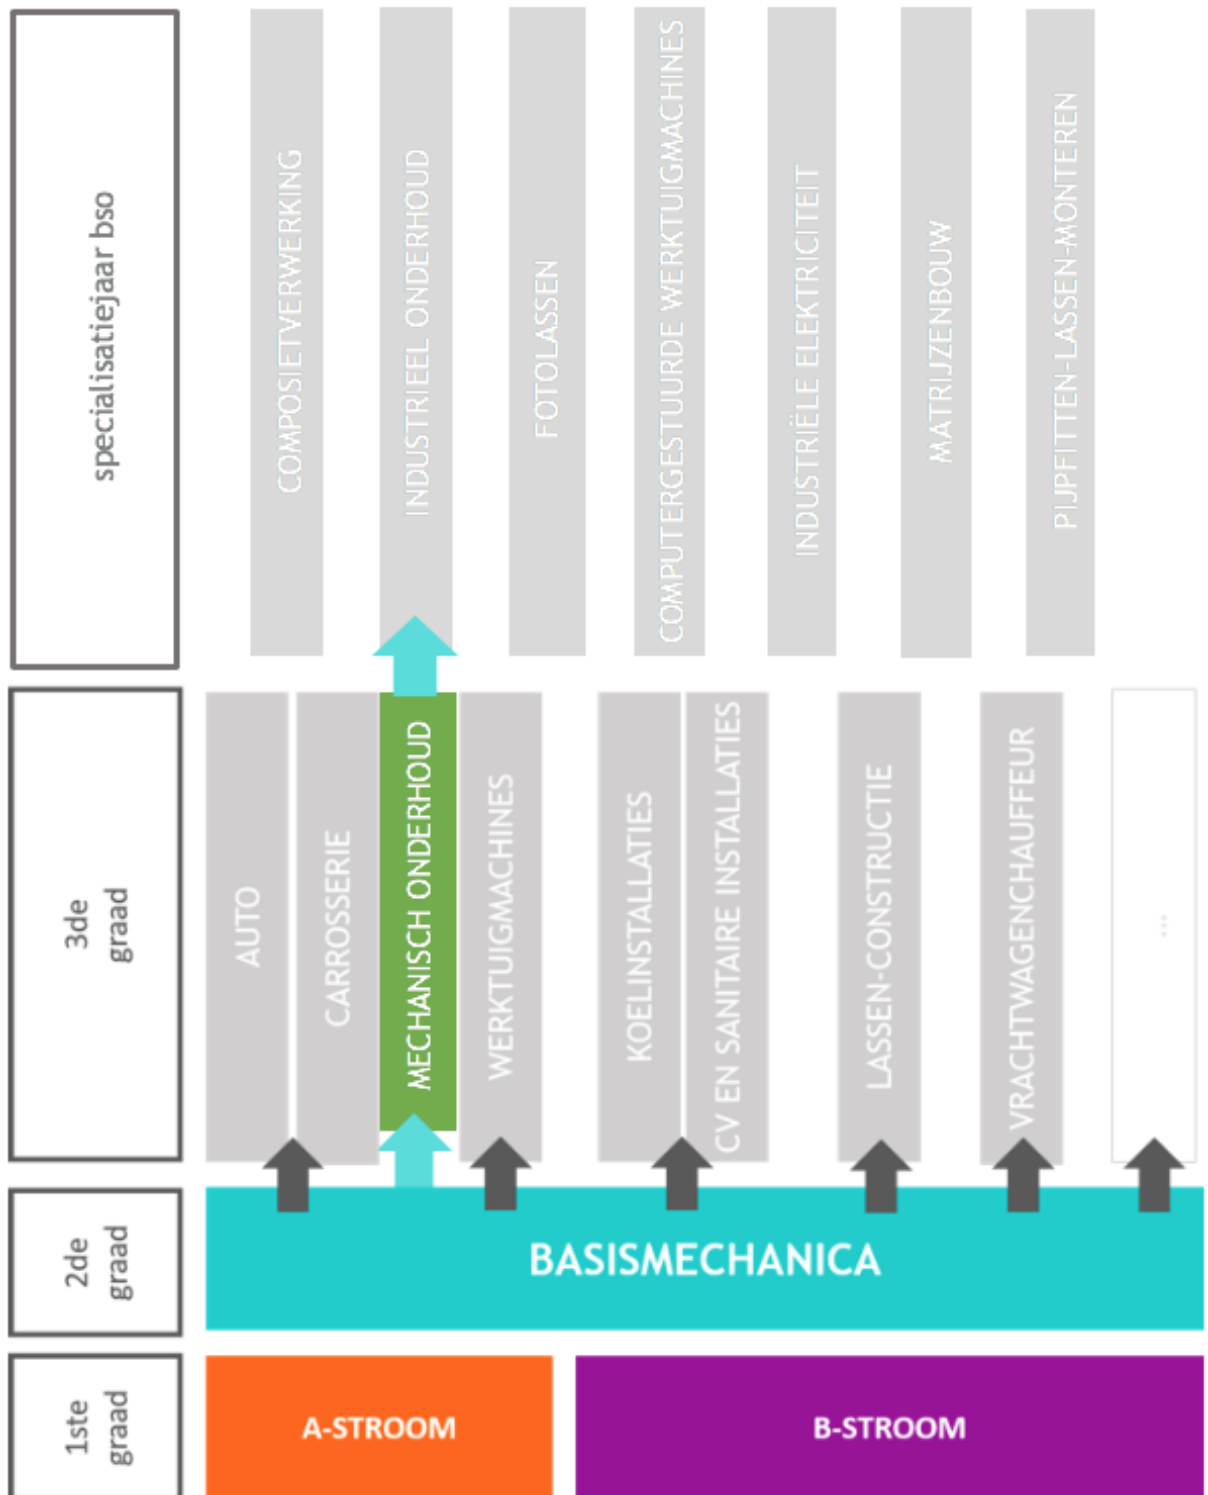 specialisatiejaar bso
COMPOSIETVERWERKING
INDUSTRIEEL ONDERHOUD
FOTOLASSEN
COMPUTERGESTUURDE WERKTUIGMACHINES
INDUSTRIËLE ELEKTRICITEIT
MATRIJZENBOUW
PIJPFITTEN-LASSEN-MONTEREN
3de
graad
AUTO
CARROSSERIE
MECHANISCH ONDERHOUD
WERKTUIGMACHINES
KOELINSTALLATIES
CV EN SANITAIRE INSTALLATIES
LASSEN-CONSTRUCTIE
VRACHTWAGENCHAUFFEUR
...
2de
graad
BASISMECHANICA
1ste
graad
A-STROOM
B-STROOM